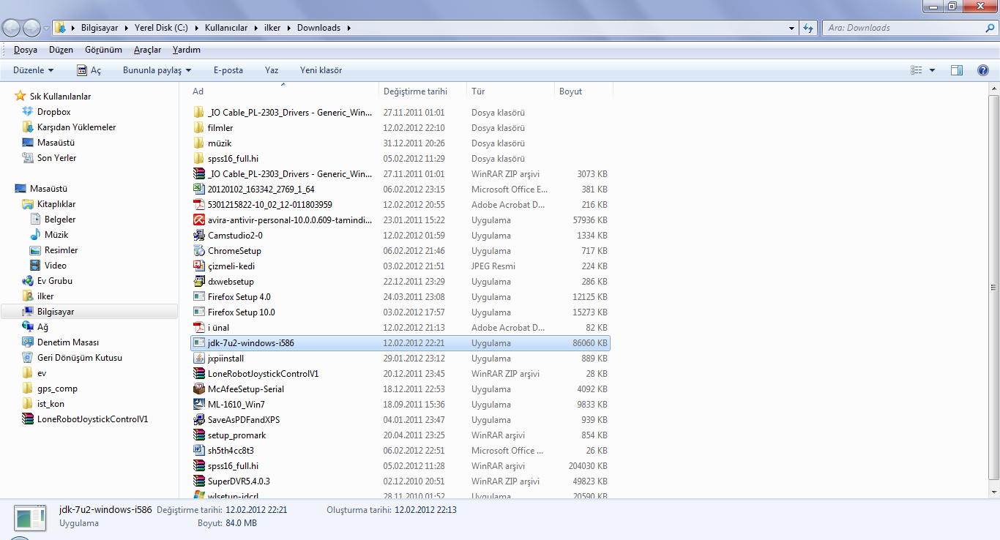 Bilgisayar Yerel Disk (C:) Kullanıcılar ilker Downloads
Ara: Downloads
Dosya Düzen Görünüm Araçlar Yardım
Düzenle Aç Bununla paylaş E-posta Yaz Yeni klasör
Sık Kullanılanlar
Dropbox
Karşıdan Yüklemeler
Masaüstü
Son Yerler
Masaüstü
Kitaplıklar
Belgeler
Müzik
Resimler
Video
Ev Grubu
ilker
Bilgisayar
Ağ
Denetim Masası
Geri Dönüşüm Kutusu
ev
gps_comp
ist_kon
LoneRobotJoystickControlV1
Ad Değiştirme tarihi Tür Boyut
_IO Cable_PL-2303_Drivers - Generic_Win... 27.11.2011 01:01 Dosya klasörü
filmler 12.02.2012 22:10 Dosya klasörü
müzik 31.12.2011 20:26 Dosya klasörü
spss16_full.hi 05.02.2012 11:29 Dosya klasörü
_IO Cable_PL-2303_Drivers - Generic_Win... 27.11.2011 01:01 WinRAR ZIP arşivi 3073 KB
20120102_163342_2769_1_64 06.02.2012 23:15 Microsoft Office E... 381 KB
5301215822-10_02_12-011803959 12.02.2012 20:55 Adobe Acrobat D... 216 KB
avira-antivir-personal-10.0.0.609-tamindi... 23.01.2011 15:22 Uygulama 57936 KB
Camstudio2-0 12.02.2012 01:59 Uygulama 1334 KB
ChromeSetup 06.02.2012 21:46 Uygulama 717 KB
çizmeli-kedi 03.02.2012 21:51 JPEG Resmi 224 KB
dxwebsetup 22.12.2011 23:29 Uygulama 286 KB
Firefox Setup 4.0 24.03.2011 23:08 Uygulama 12125 KB
Firefox Setup 10.0 03.02.2012 17:57 Uygulama 15273 KB
i ünal 12.02.2012 21:13 Adobe Acrobat D... 82 KB
jdk-7u2-windows-i586 12.02.2012 22:21 Uygulama 86060 KB
jxpiinstall 29.01.2012 23:12 Uygulama 889 KB
LoneRobotJoystickControlV1 20.12.2011 23:45 WinRAR ZIP arşivi 28 KB
McAfeeSetup-Serial 18.12.2011 22:53 Uygulama 4092 KB
ML-1610_Win7 18.09.2011 15:36 Uygulama 9833 KB
SaveAsPDFandXPS 04.01.2011 23:47 Uygulama 939 KB
setup_promark 20.04.2011 23:25 WinRAR arşivi 854 KB
sh5th4cc8t3 06.02.2012 22:51 Microsoft Office ... 26 KB
spss16_full.hi 05.02.2012 11:28 WinRAR arşivi 204030 KB
SuperDVR5.4.0.3 02.12.2010 20:51 WinRAR ZIP arşivi 49823 KB
wlsetup-idcrl 28.11.2010 01:52 Uygulama 20590 KB
jdk-7u2-windows-i586 Değiştirme tarihi: 12.02.2012 22:21 Oluşturma tarihi: 12.02.2012 22:13
Uygulama Boyut: 84.0 MB